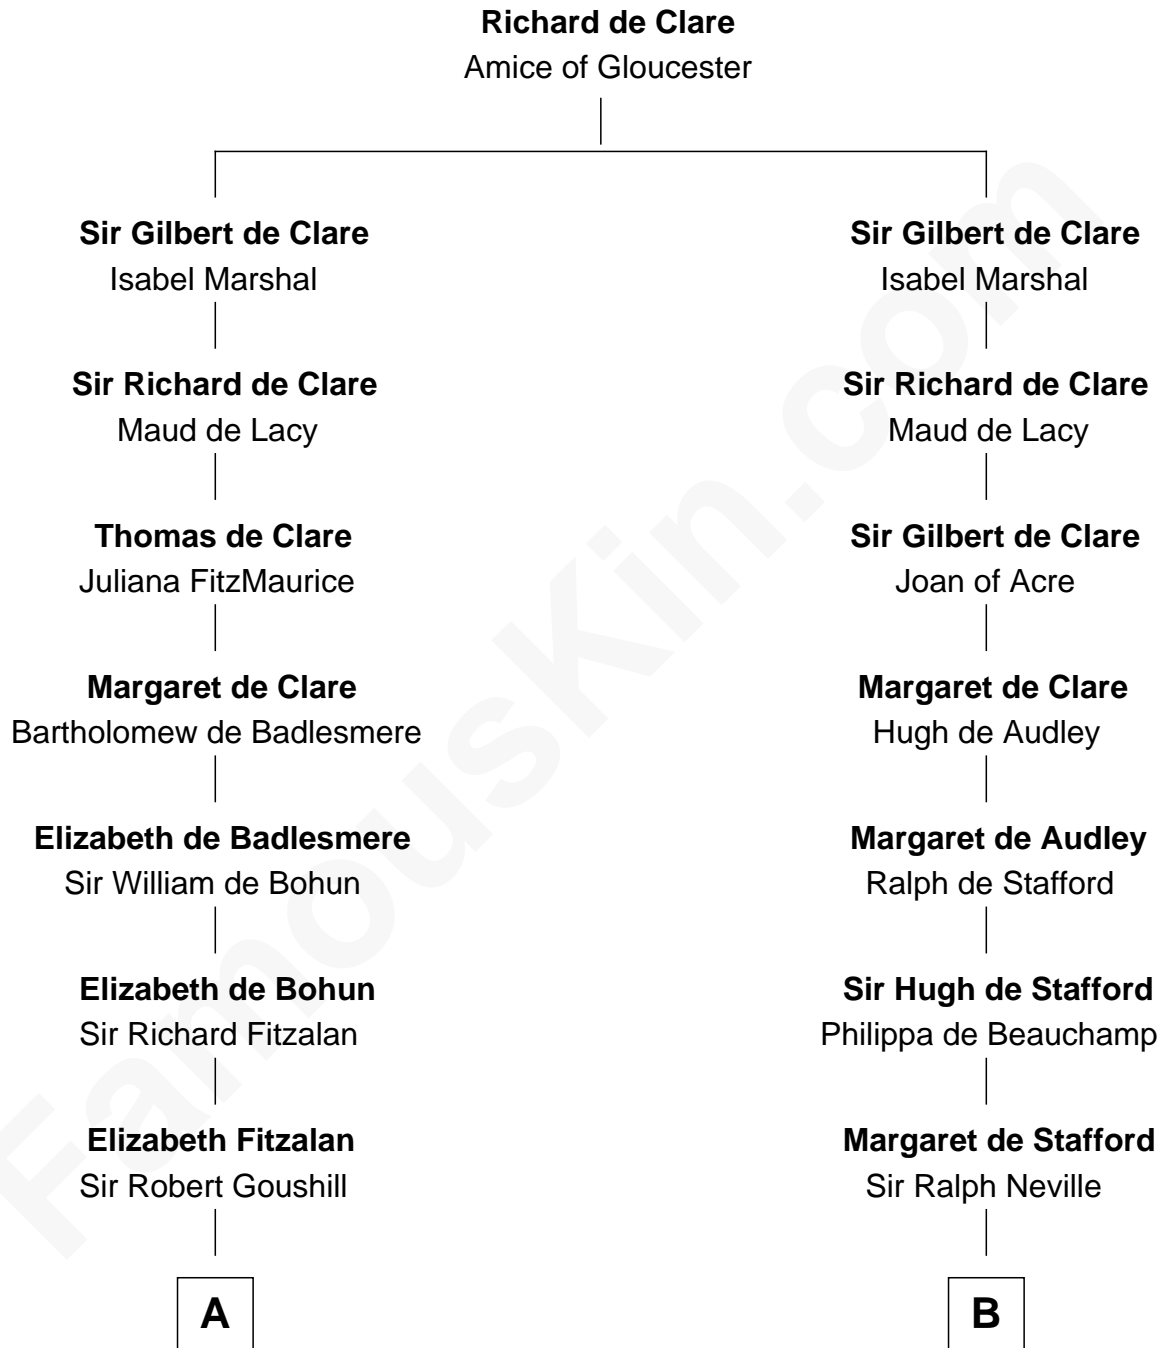 Richard de Clare
Amice of Gloucester
Sir Gilbert de Clare
Isabel Marshal
Sir Richard de Clare
Maud de Lacy
Thomas de Clare
Juliana FitzMaurice
Margaret de Clare
Bartholomew de Badlesmere
Elizabeth de Badlesmere
Sir William de Bohun
Elizabeth de Bohun
Sir Richard Fitzalan
Elizabeth Fitzalan
Sir Robert Goushill
A
Sir Gilbert de Clare
Isabel Marshal
Sir Richard de Clare
Maud de Lacy
Sir Gilbert de Clare
Joan of Acre
Margaret de Clare
Hugh de Audley
Margaret de Audley
Ralph de Stafford
Sir Hugh de Stafford
Philippa de Beauchamp
Margaret de Stafford
Sir Ralph Neville
B
FamousKin.com